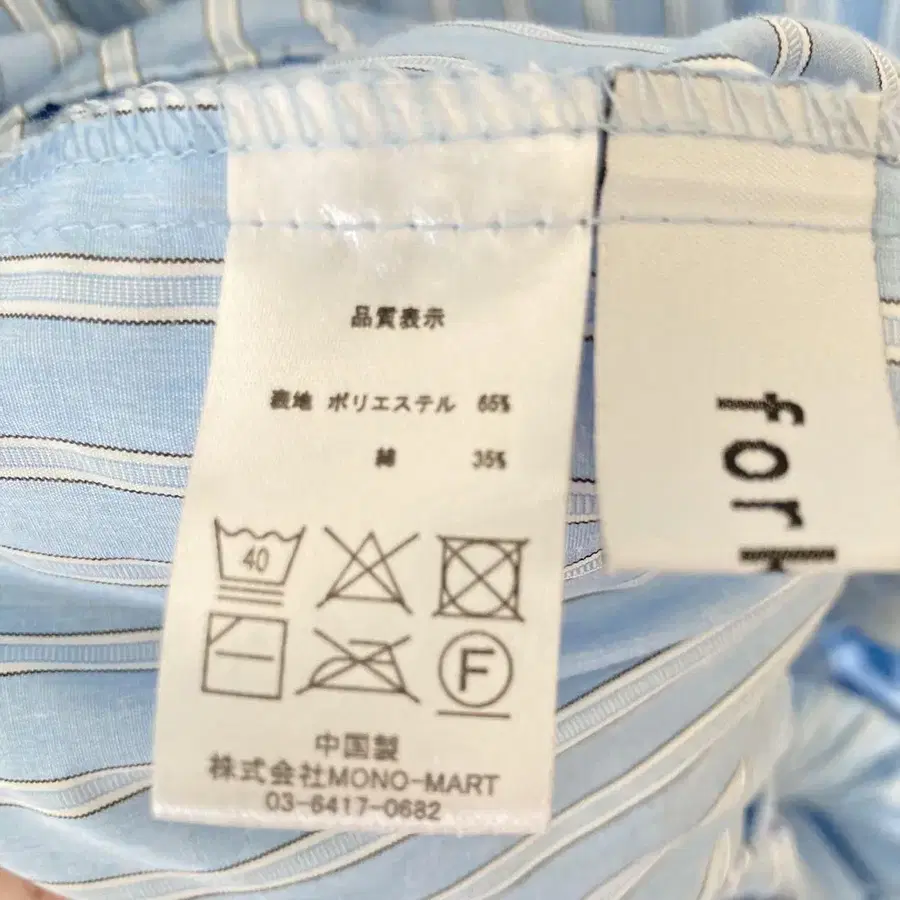 品質表示
表地 ポリエステル 65%
綿 35%
40
F
中国製
株式会社MONO-MART
03-6417-0682
for